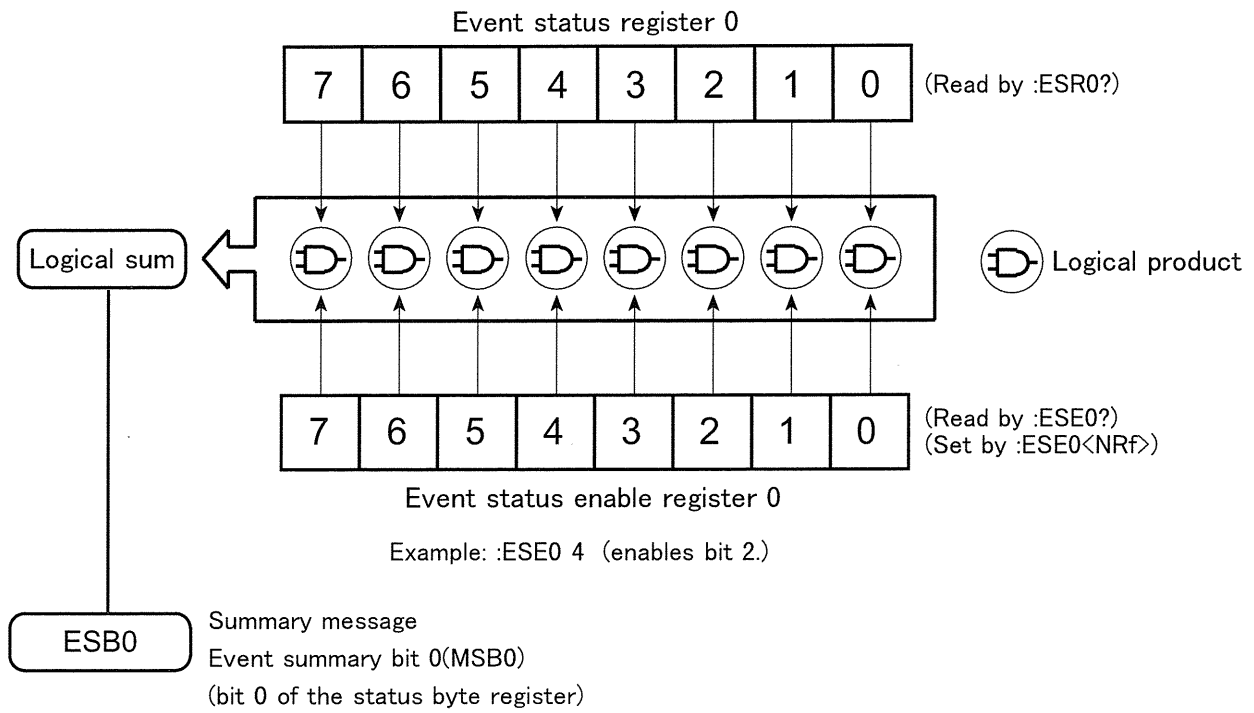 Event status register 0
7 6 5 4 3 2 1 0
(Read by :ESR0?)
Logical sum
Logical product
7 6 5 4 3 2 1 0
(Read by :ESE0?)
(Set by :ESE0<NRf>)
Event status enable register 0
Example: :ESE0 4 (enables bit 2.)
ESB0
Summary message
Event summary bit 0(MSB0)
(bit 0 of the status byte register)